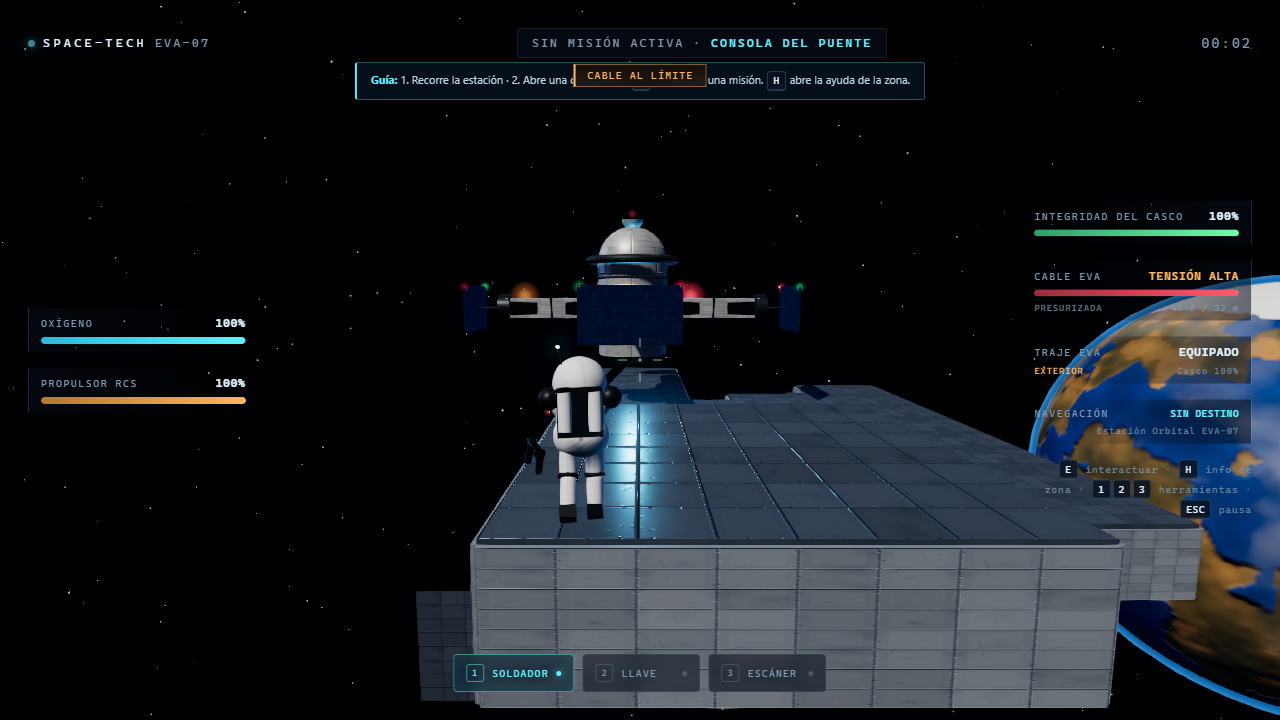 SPACE-TECH EVA-07
SIN MISIÓN ACTIVA · CONSOLA DEL PUENTE
00:02
CABLE AL LÍMITE
Guía: 1. Recorre la estación · 2. Abre una una misión. H abre la ayuda de la zona.
INTEGRIDAD DEL CASCO 100%
CABLE EVA TENSIÓN ALTA
PRESURIZADA / 32 m
TRAJE EVA EQUIPADO
EXTERIOR Casco 100%
NAVEGACIÓN SIN DESTINO
Estación Orbital EVA-07
E interactuar · H info de
zona · 1 2 3 herramientas ·
ESC pausa
OXÍGENO 100%
PROPULSOR RCS 100%
1 SOLDADOR
2 LLAVE
3 ESCÁNER